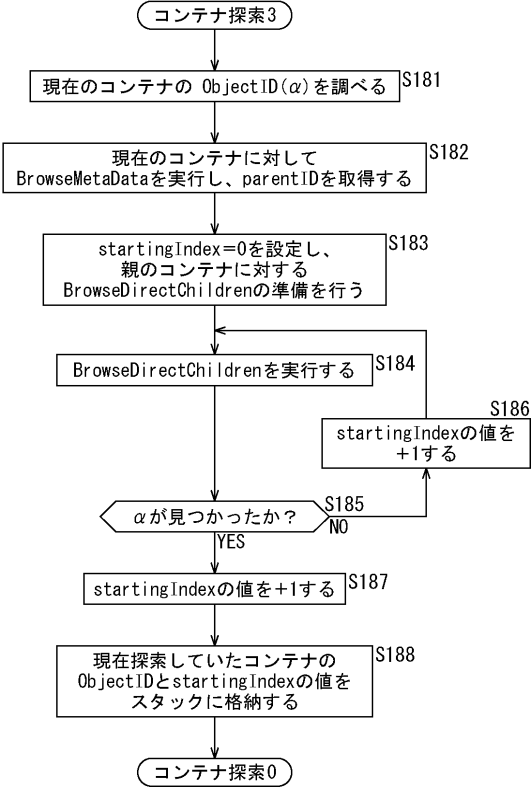 コンテナ探索3
現在のコンテナの ObjectID(α)を調べる
S181
現在のコンテナに対して
BrowseMetaDataを実行し、parentIDを取得する
S182
startingIndex=0を設定し、
親のコンテナに対する
BrowseDirectChildrenの準備を行う
S183
BrowseDirectChildrenを実行する
S184
S186
startingIndexの値を
+1する
αが見つかったか?
S185
NO
YES
startingIndexの値を+1する
S187
現在探索していたコンテナの
ObjectIDとstartingIndexの値を
スタックに格納する
S188
コンテナ探索0